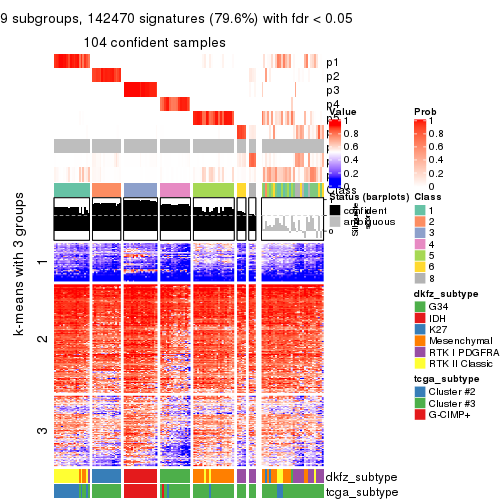 9 subgroups, 142470 signatures (79.6%) with fdr < 0.05
104 confident samples
p1
p2
p3
p4
Class
k-means with 3 groups
1
2
3
dkfz_subtype
tcga_subtype
Value
1
0.8
0.6
0.4
0.2
0
Prob
1
0.8
0.6
0.4
0.2
0
Status (barplots)
confident
ambiguous
0
Class
1
2
3
4
5
6
8
dkfz_subtype
G34
IDH
K27
Mesenchymal
RTK I PDGFRA
RTK II Classic
tcga_subtype
Cluster #2
Cluster #3
G-CIMP+